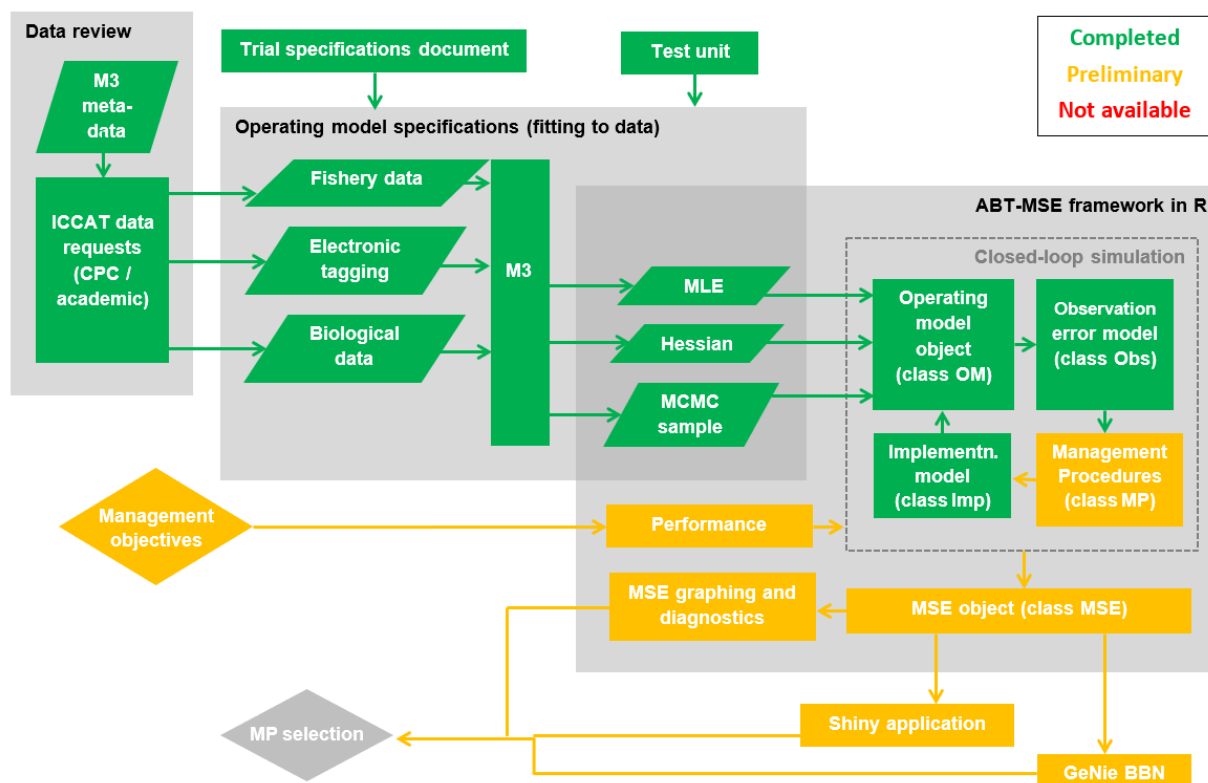 Data review
Trial specifications document
Test unit
Completed
Preliminary
Not available
M3
meta-
data
Operating model specifications (fitting to data)
ICCAT data
requests
(CPC /
academic)
Fishery data
Electronic
tagging
Biological
data
M3
ABT-MSE framework in R
Closed-loop simulation
MLE
Hessian
MCMC
sample
Operating
model
object
(class OM)
Observation
error model
(class Obs)
Implementn.
model
(class Imp)
Management
Procedures
(class MP)
Management
objectives
Performance
MSE graphing and
diagnostics
MSE object (class MSE)
MP selection
Shiny application
GeNie BBN